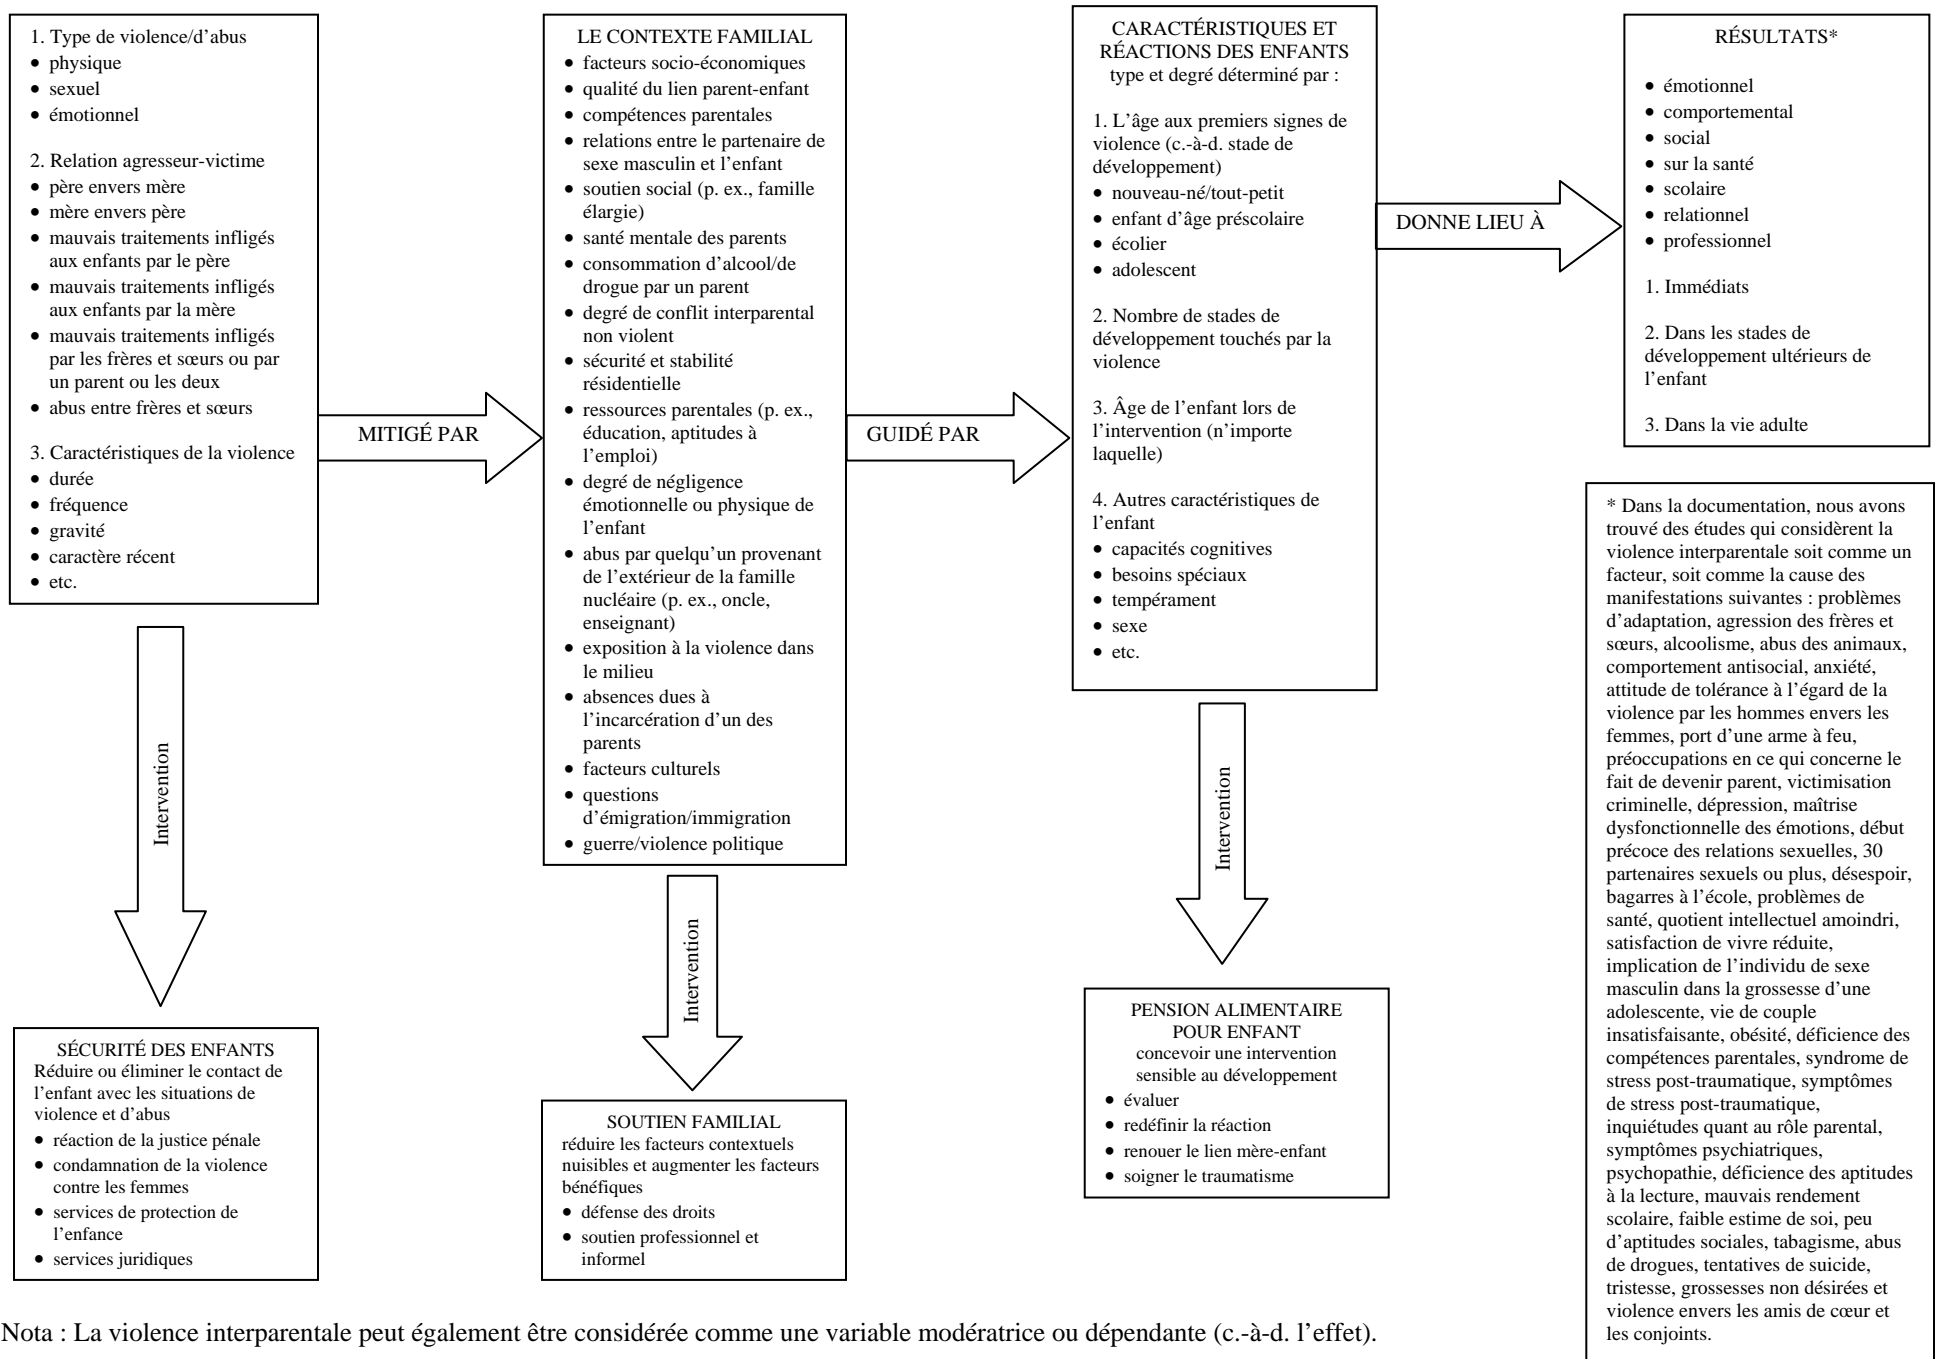 1. Type de violence/d'abus
• physique
• sexuel
• émotionnel
2. Relation agresseur-victime
• père envers mère
• mère envers père
• mauvais traitements infligés
aux enfants par le père
• mauvais traitements infligés
aux enfants par la mère
• mauvais traitements infligés
par les frères et sœurs ou par
un parent ou les deux
• abus entre frères et sœurs
3. Caractéristiques de la violence
• durée
• fréquence
• gravité
• caractère récent
• etc.
MITIGÉ PAR
LE CONTEXTE FAMILIAL
• facteurs socio-économiques
• qualité du lien parent-enfant
• compétences parentales
• relations entre le partenaire de
sexe masculin et l'enfant
• soutien social (p. ex., famille
élargie)
• santé mentale des parents
• consommation d'alcool/de
drogue par un parent
• degré de conflit interparental
non violent
• sécurité et stabilité
résidentielle
• ressources parentales (p. ex.,
éducation, aptitudes à
l'emploi)
• degré de négligence
émotionnelle ou physique de
l'enfant
• abus par quelqu'un provenant
de l'extérieur de la famille
nucléaire (p. ex., oncle,
enseignant)
• exposition à la violence dans
le milieu
• absences dues à
l'incarcération d'un des
parents
• facteurs culturels
• questions
d'émigration/immigration
• guerre/violence politique
GUIDÉ PAR
CARACTÉRISTIQUES ET
RÉACTIONS DES ENFANTS
type et degré déterminé par :
1. L'âge aux premiers signes de
violence (c.-à-d. stade de
développement)
• nouveau-né/tout-petit
• enfant d'âge préscolaire
• écolier
• adolescent
2. Nombre de stades de
développement touchés par la
violence
3. Âge de l'enfant lors de
l'intervention (n'importe
laquelle)
4. Autres caractéristiques de
l'enfant
• capacités cognitives
• besoins spéciaux
• tempérament
• sexe
• etc.
DONNE LIEU À
RÉSULTATS*
• émotionnel
• comportemental
• social
• sur la santé
• scolaire
• relationnel
• professionnel
1. Immédiats
2. Dans les stades de
développement ultérieurs de
l'enfant
3. Dans la vie adulte
Intervention
Intervention
Intervention
SÉCURITÉ DES ENFANTS
Réduire ou éliminer le contact de
l'enfant avec les situations de
violence et d'abus
• réaction de la justice pénale
• condamnation de la violence
contre les femmes
• services de protection de
l'enfance
• services juridiques
SOUTIEN FAMILIAL
réduire les facteurs contextuels
nuisibles et augmenter les facteurs
bénéfiques
• défense des droits
• soutien professionnel et
informel
PENSION ALIMENTAIRE
POUR ENFANT
concevoir une intervention
sensible au développement
• évaluer
• redéfinir la réaction
• renouer le lien mère-enfant
• soigner le traumatisme
* Dans la documentation, nous avons
trouvé des études qui considèrent la
violence interparentale soit comme un
facteur, soit comme la cause des
manifestations suivantes : problèmes
d'adaptation, agression des frères et
sœurs, alcoolisme, abus des animaux,
comportement antisocial, anxiété,
attitude de tolérance à l'égard de la
violence par les hommes envers les
femmes, port d'une arme à feu,
préoccupations en ce qui concerne le
fait de devenir parent, victimisation
criminelle, dépression, maîtrise
dysfonctionnelle des émotions, début
précoce des relations sexuelles, 30
partenaires sexuels ou plus, désespoir,
bagarres à l'école, problèmes de
santé, quotient intellectuel amoindri,
satisfaction de vivre réduite,
implication de l'individu de sexe
masculin dans la grossesse d'une
adolescente, vie de couple
insatisfaisante, obésité, déficience des
compétences parentales, syndrome de
stress post-traumatique, symptômes
de stress post-traumatique,
inquiétudes quant au rôle parental,
symptômes psychiatriques,
psychopathie, déficience des aptitudes
à la lecture, mauvais rendement
scolaire, faible estime de soi, peu
d'aptitudes sociales, tabagisme, abus
de drogues, tentatives de suicide,
tristesse, grossesses non désirées et
violence envers les amis de cœur et
les conjoints.
Nota : La violence interparentale peut également être considérée comme une variable modératrice ou dépendante (c.-à-d. l'effet).